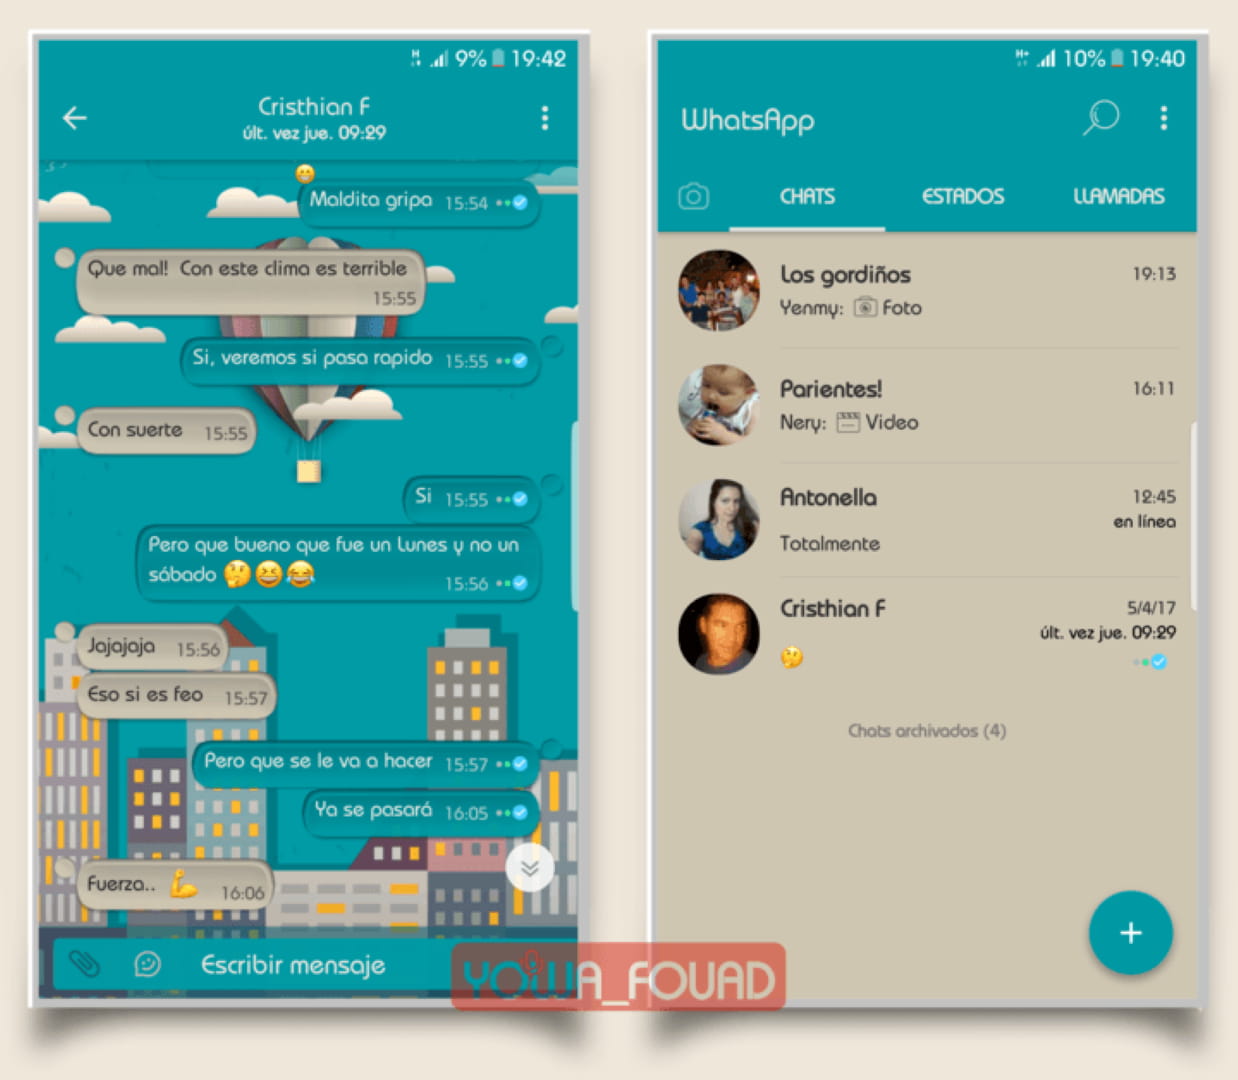 9% 19:42
Cristhian F
últ. vez jue. 09:29
Maldita gripa 15:54
Que mal! Con este clima es terrible
15:55
Si, veremos si pasa rapido 15:55
Con suerte 15:55
Si 15:55
Pero que bueno que fue un Lunes y no un
sábado 🤔😆😂 15:56
Jajajaja 15:56
Eso si es feo 15:57
Pero que se le va a hacer 15:57
Ya se pasará 16:05
Fuerza.. 💪 16:06
Escribir mensaje
H+ 10% 19:40
WhatsApp
CHATS ESTADOS LLAMADAS
Los gordiños 19:13
Yenmy: Foto
Parientes! 16:11
Nery: Video
Antonella 12:45
en línea
Totalmente
Cristhian F 5/4/17
últ. vez jue. 09:29
🤔
Chats archivados (4)
YOWA_FOUAD